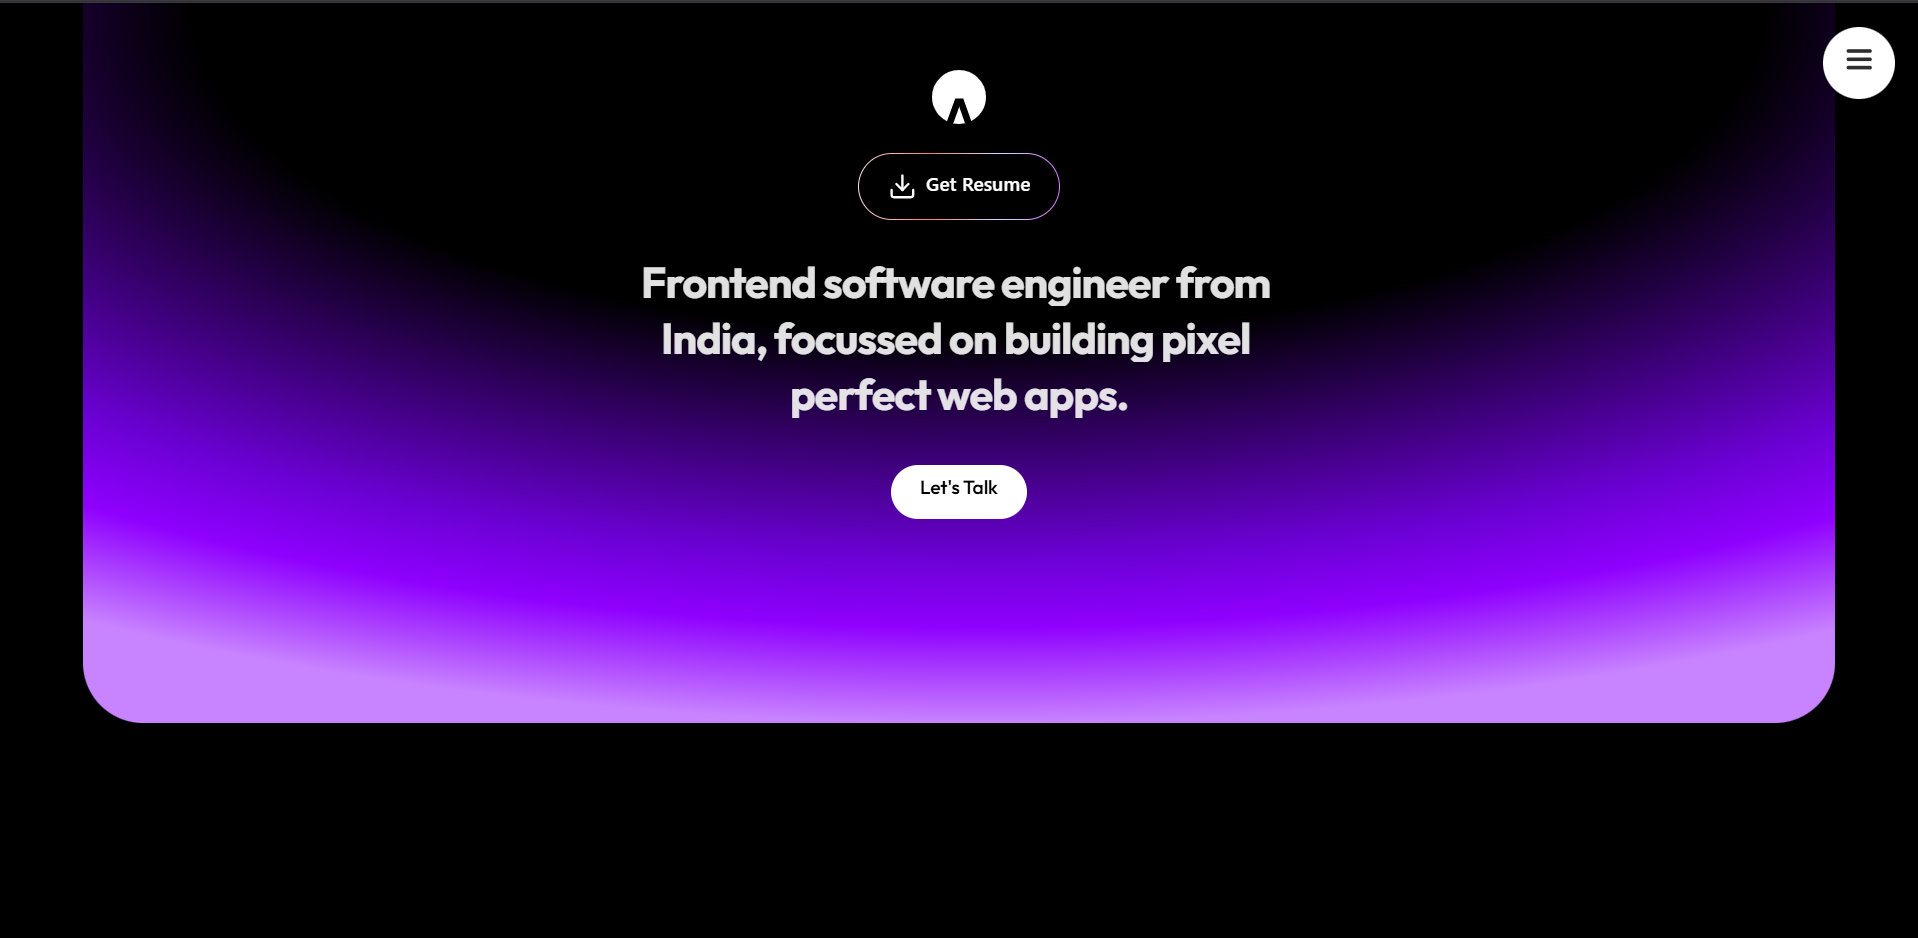 Get Resume
Frontend software engineer from
India, focussed on building pixel
perfect web apps.
Let's Talk